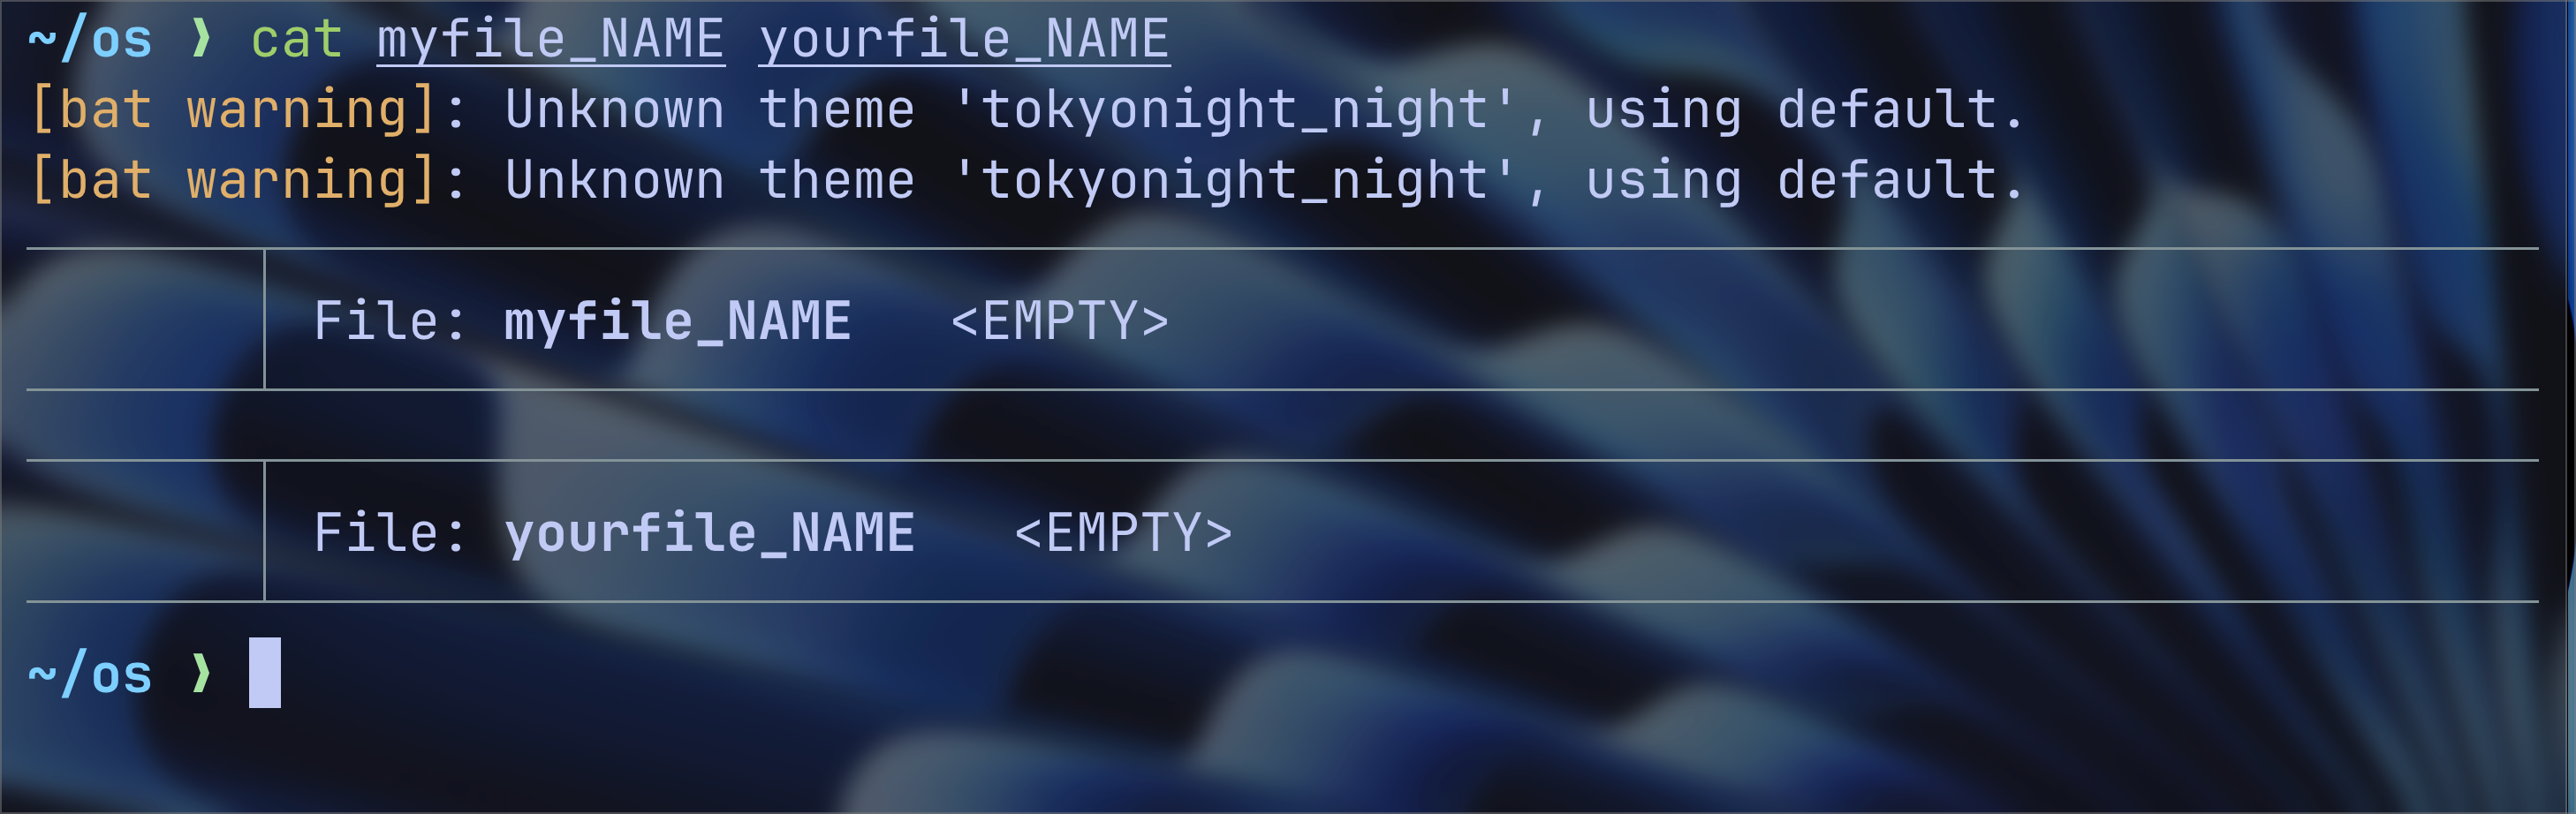 ~/os ❯ cat myfile_NAME yourfile_NAME
[bat warning]: Unknown theme 'tokyonight_night', using default.
[bat warning]: Unknown theme 'tokyonight_night', using default.
File: myfile_NAME <EMPTY>
File: yourfile_NAME <EMPTY>
~/os ❯